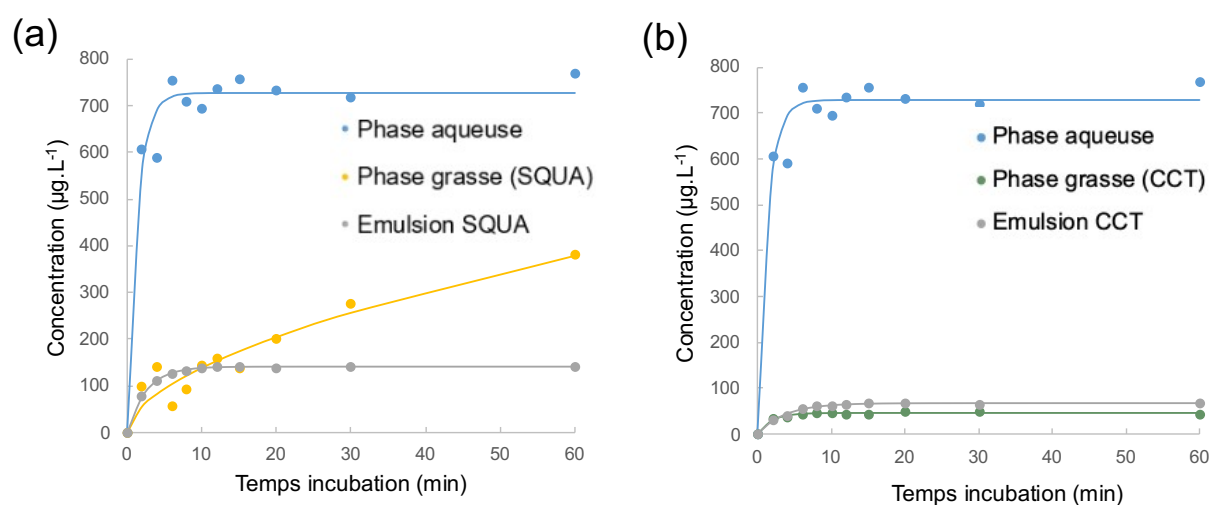 (a)
Concentration (µg.L⁻¹)
800
700
600
500
400
300
200
100
0
Phase aqueuse
Phase grasse (SQUA)
Emulsion SQUA
0 10 20 30 40 50 60
Temps incubation (min)
(b)
Concentration (µg.L⁻¹)
800
700
600
500
400
300
200
100
0
Phase aqueuse
Phase grasse (CCT)
Emulsion CCT
0 10 20 30 40 50 60
Temps incubation (min)